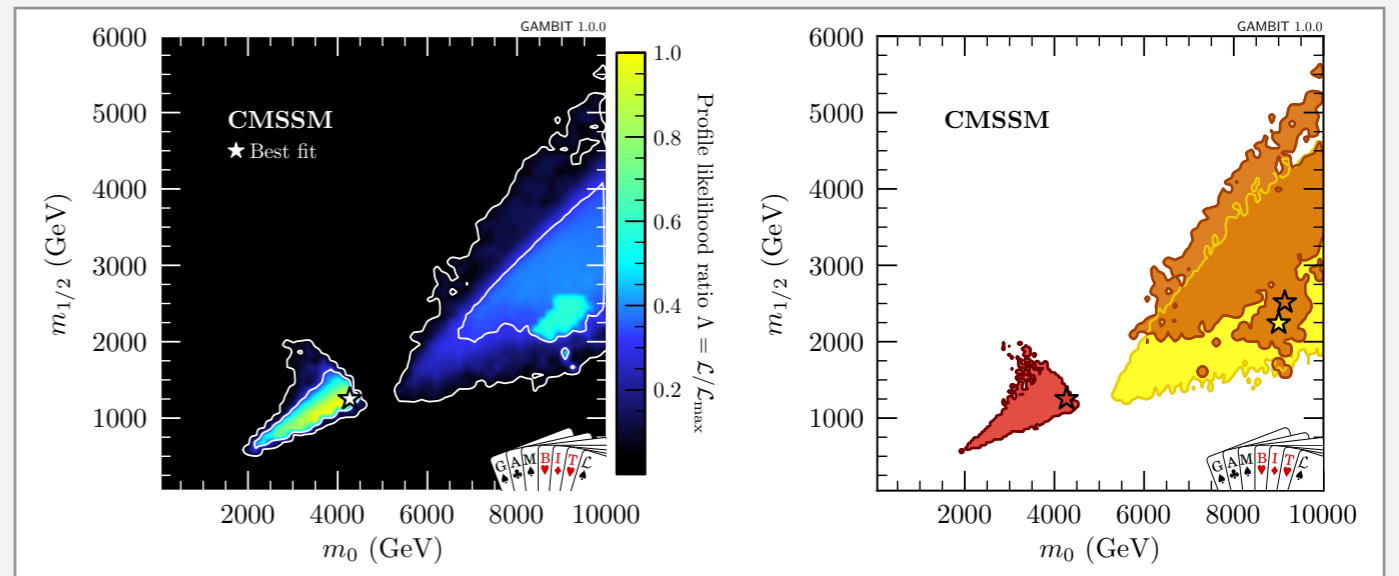 GAMBIT 1.0.0
6000
5000
4000
3000
2000
1000
m1/2 (GeV)
CMSSM
★ Best fit
2000
4000
6000
8000
10000
m0 (GeV)
G A M B I T L
1.0
0.8
0.6
0.4
0.2
Profile likelihood ratio Λ = ℒ/ℒmax
GAMBIT 1.0.0
6000
5000
4000
3000
2000
1000
m1/2 (GeV)
CMSSM
2000
4000
6000
8000
10000
m0 (GeV)
G A M B I T L